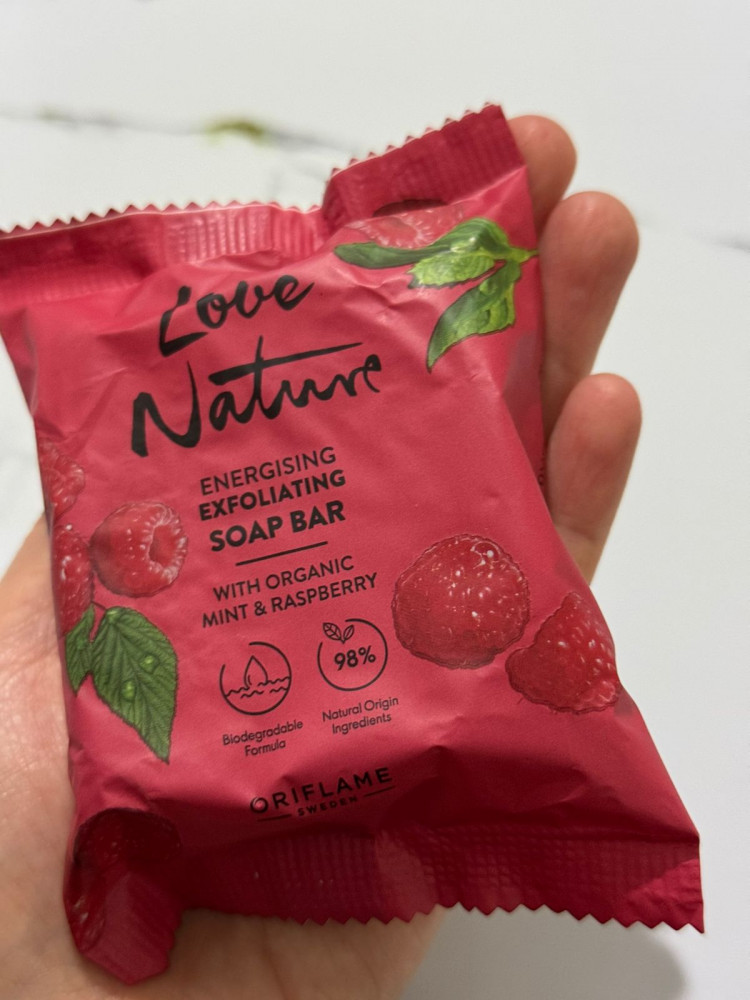 Love
Nature
ENERGISING
EXFOLIATING
SOAP BAR
WITH ORGANIC
MINT & RASPBERRY
98%
Biodegradable
Formula
Natural Origin
Ingredients
ORIFLAME
SWEDEN